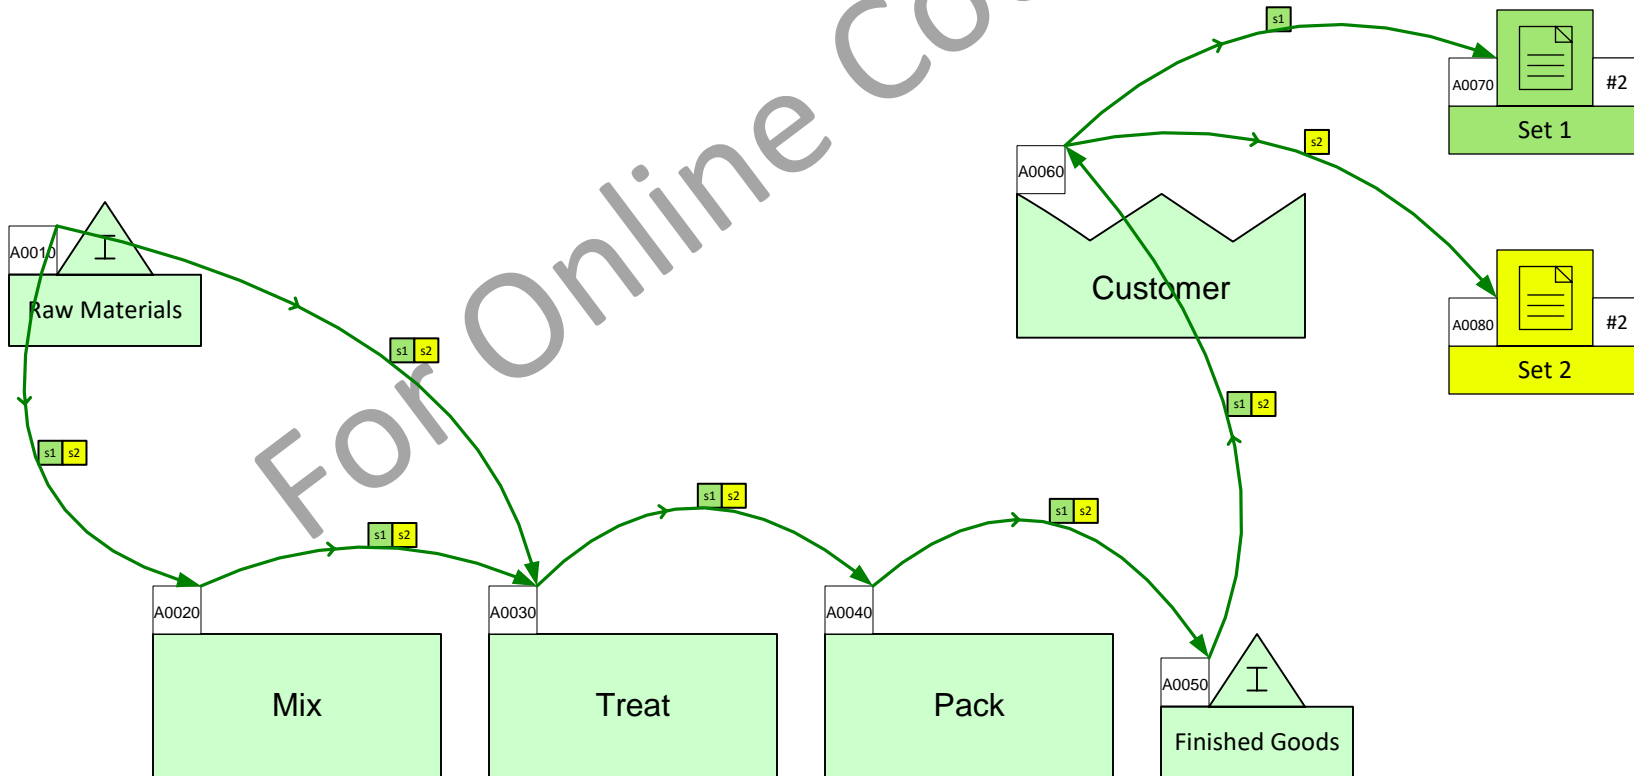 s1
A0070
#2
Set 1
s2
A0060
Customer
A0080
#2
Set 2
A0010
I
Raw Materials
s1 s2
s1 s2
s1 s2
s1 s2
s1 s2
s1 s2
A0020
Mix
A0030
Treat
A0040
Pack
A0050
I
Finished Goods
For Online